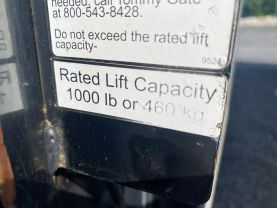 needed, call Tommy Gate
at 800-543-8428.
Do not exceed the rated lift
capacity-
9524
Rated Lift Capacity
1000 lb or 460 kg